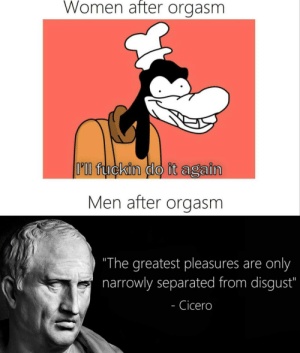 Women after orgasm
I'll fuckin do it again
Men after orgasm
"The greatest pleasures are only
narrowly separated from disgust"
- Cicero